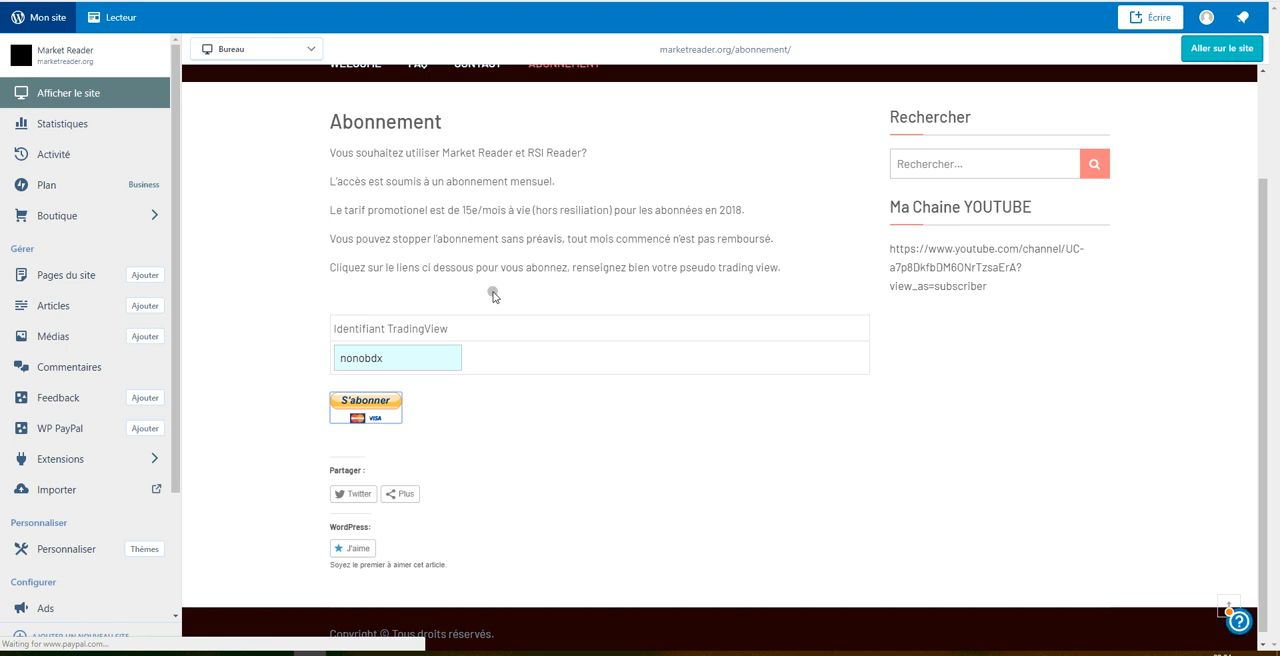 Mon site
Lecteur
Écrire
Market Reader
marketreader.org
Bureau
marketreader.org/abonnement/
Aller sur le site
WELCOME FAQ CONTACT ABONNEMENT
Afficher le site
Statistiques
Activité
Plan Business
Boutique
Gérer
Pages du site Ajouter
Articles Ajouter
Médias Ajouter
Commentaires
Feedback Ajouter
WP PayPal Ajouter
Extensions
Importer
Personnaliser
Personnaliser Thèmes
Configurer
Ads
AJOUTER UN NOUVEAU SITE
Waiting for www.paypal.com...
Abonnement
Vous souhaitez utiliser Market Reader et RSI Reader?
L'accès est soumis à un abonnement mensuel.
Le tarif promotionel est de 15e/mois à vie (hors resiliation) pour les abonnées en 2018.
Vous pouvez stopper l'abonnement sans préavis, tout mois commencé n'est pas remboursé.
Cliquez sur le liens ci dessous pour vous abonnez, renseignez bien votre pseudo trading view.
Identifiant TradingView
nonobdx
S'abonner
VISA
Partager :
Twitter
Plus
WordPress:
J'aime
Soyez le premier à aimer cet article.
Copyright © Tous droits réservés.
Rechercher
Rechercher...
Ma Chaine YOUTUBE
https://www.youtube.com/channel/UC-
a7p8DkfbDM6ONrTzsaErA?
view_as=subscriber